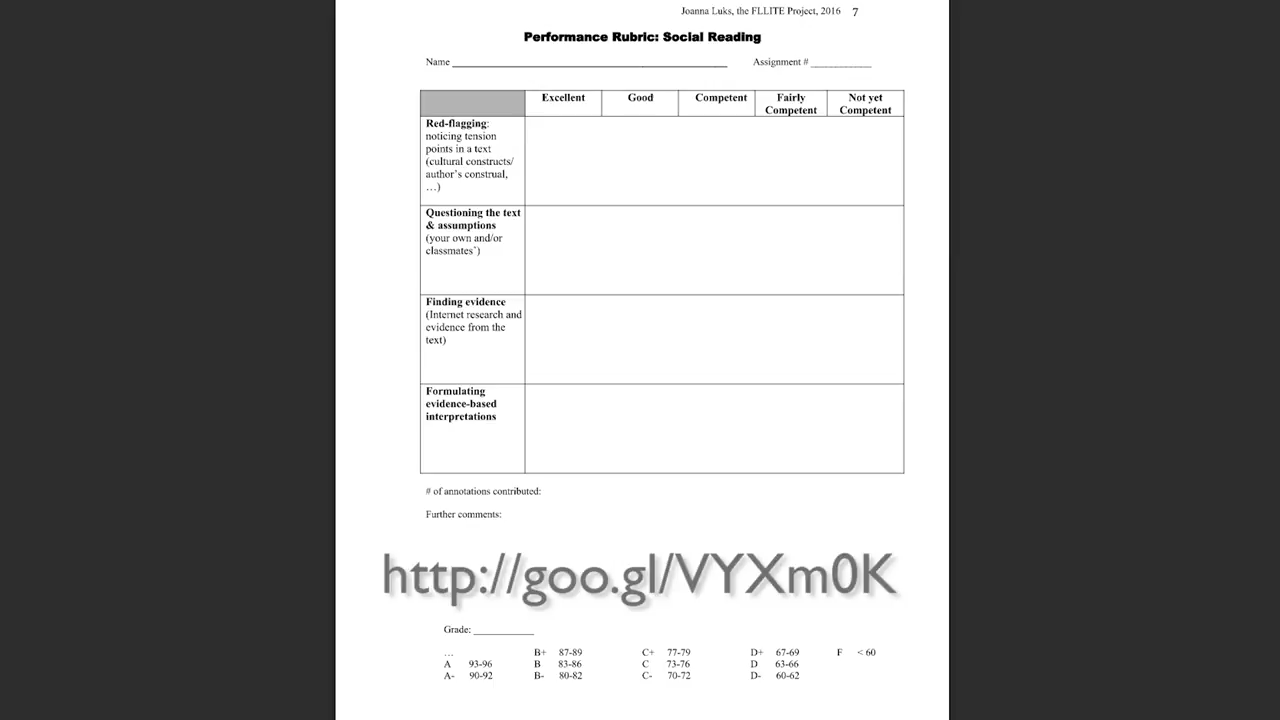 Joanna Luks, the FLLITE Project, 2016 7
Performance Rubric: Social Reading
Name ______________________ Assignment # ____________
Excellent Good Competent Fairly Competent Not yet Competent
Red-flagging:
noticing tension
points in a text
(cultural constructs/
author's construal,
…)
Questioning the text
& assumptions
(your own and/or
classmates`)
Finding evidence
(Internet research and
evidence from the
text)
Formulating
evidence-based
interpretations
# of annotations contributed:
Further comments:
http://goo.gl/VYXm0K
Grade: ___________
… B+ 87-89 C+ 77-79 D+ 67-69 F < 60
A 93-96 B 83-86 C 73-76 D 63-66
A- 90-92 B- 80-82 C- 70-72 D- 60-62